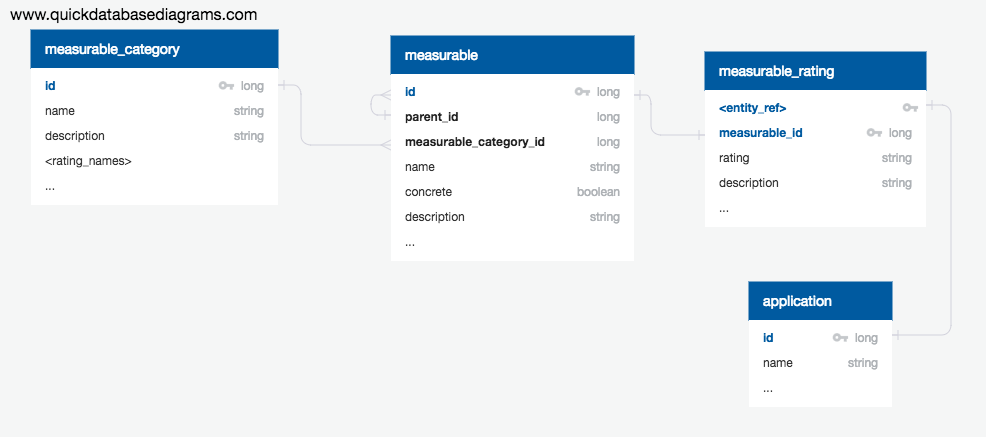 www.quickdatabasediagrams.com
measurable_category
id long
name string
description string
<rating_names>
...
measurable
id long
parent_id long
measurable_category_id long
name string
concrete boolean
description string
...
measurable_rating
<entity_ref>
measurable_id long
rating string
description string
...
application
id long
name string
...